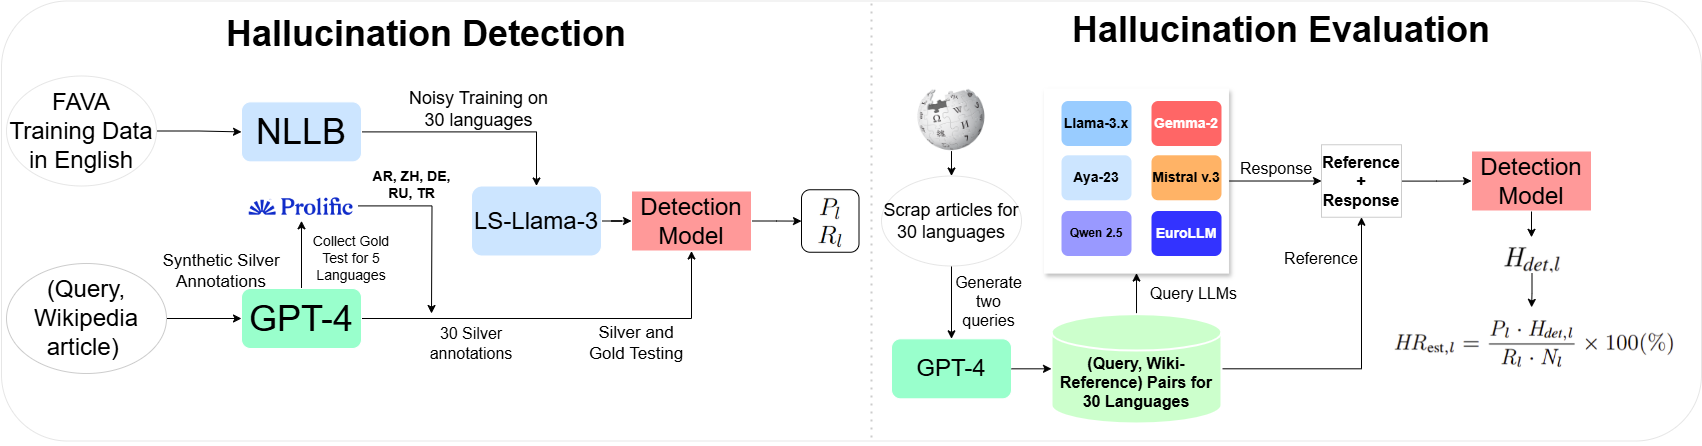 Hallucination Detection
FAVA
Training Data
in English
NLLB
Noisy Training on
30 languages
AR, ZH, DE,
RU, TR
Prolific
Collect Gold
Test for 5
Languages
Synthetic Silver
Annotations
(Query,
Wikipedia
article)
GPT-4
30 Silver
annotations
LS-Llama-3
Detection
Model
Silver and
Gold Testing
P_l
R_l
Hallucination Evaluation
Scrap articles for
30 languages
Generate
two
queries
GPT-4
(Query, Wiki-
Reference) Pairs for
30 Languages
Query LLMs
Llama-3.x
Gemma-2
Aya-23
Mistral v.3
Qwen 2.5
EuroLLM
Response
Reference
Reference
+
Response
Detection
Model
H_{det,l}
HR_{est,l} = \frac{P_l · H_{det,l}}{R_l · N_l} × 100(%)